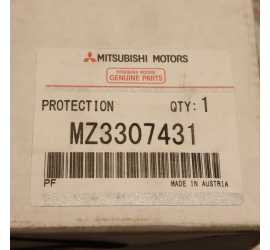 MITSUBISHI MOTORS
MITSUBISHI MOTORS
GENUINE PARTS
PROTECTION QTY: 1
MZ3307431
PF MADE IN AUSTRIA